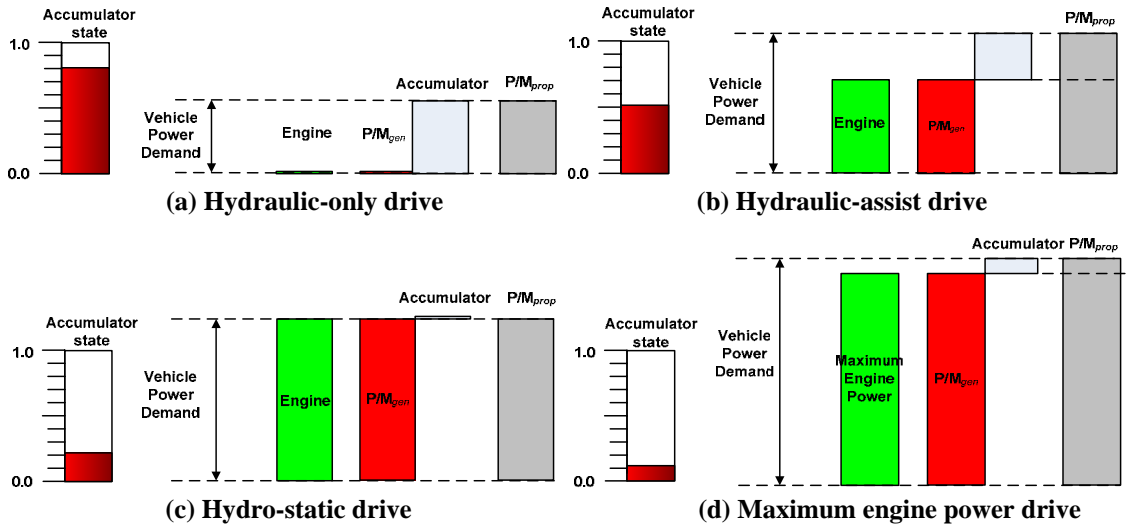 Accumulator
state
1.0
0.0
Vehicle
Power
Demand
Engine
P/Mgen
Accumulator
P/Mprop
(a) Hydraulic-only drive
Accumulator
state
1.0
0.0
Vehicle
Power
Demand
Engine
P/Mgen
P/Mprop
(b) Hydraulic-assist drive
Accumulator
state
1.0
0.0
Vehicle
Power
Demand
Engine
P/Mgen
Accumulator
P/Mprop
(c) Hydro-static drive
Accumulator
state
1.0
0.0
Vehicle
Power
Demand
Maximum
Engine
Power
P/Mgen
Accumulator
P/Mprop
(d) Maximum engine power drive